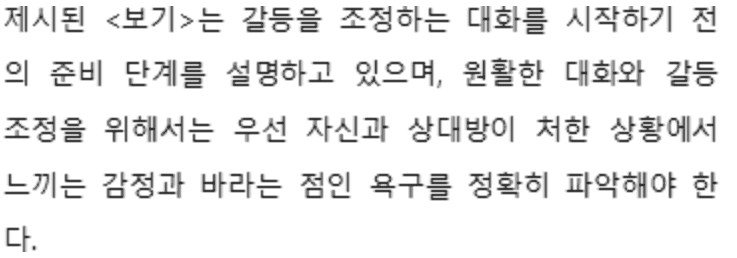 제시된 <보기>는 갈등을 조정하는 대화를 시작하기 전
의 준비 단계를 설명하고 있으며, 원활한 대화와 갈등
조정을 위해서는 우선 자신과 상대방이 처한 상황에서
느끼는 감정과 바라는 점인 욕구를 정확히 파악해야 한
다.